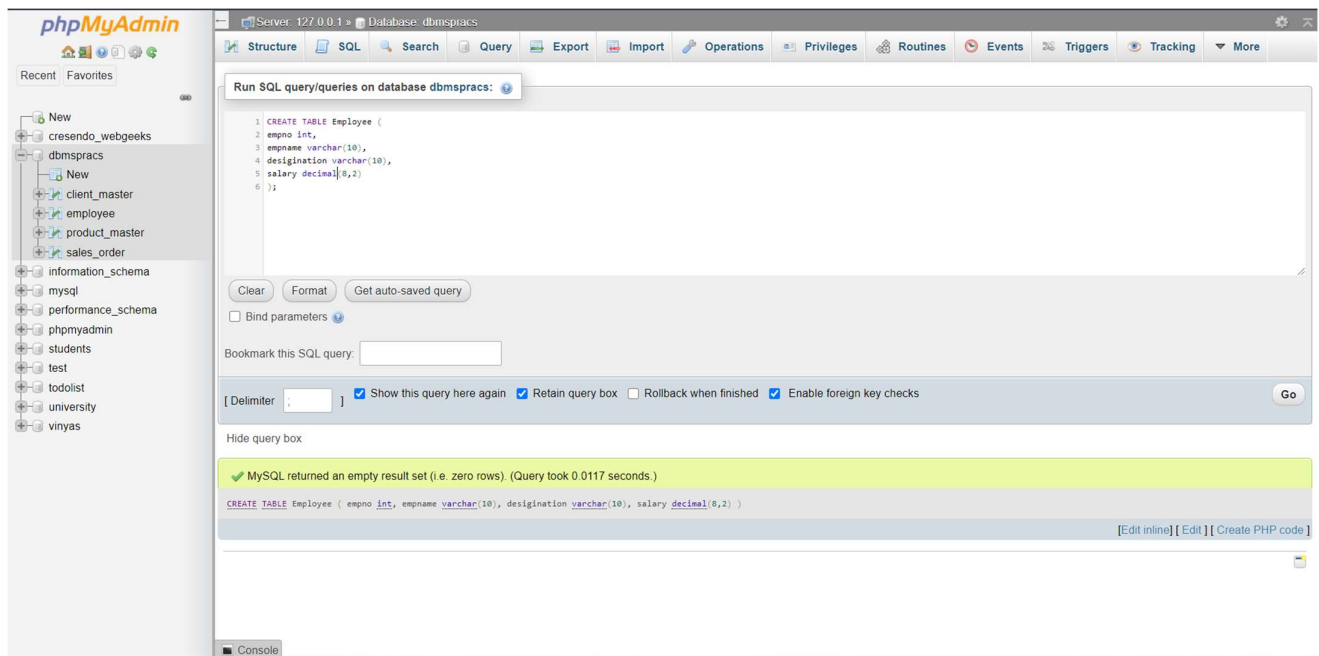 phpMyAdmin
Recent Favorites
New
cresendo_webgeeks
dbmspracs
New
client_master
employee
product_master
sales_order
information_schema
mysql
performance_schema
phpmyadmin
students
test
todolist
university
vinyas
Server: 127.0.0.1 » Database: dbmspracs
Structure SQL Search Query Export Import Operations Privileges Routines Events Triggers Tracking More
Run SQL query/queries on database dbmspracs:
1 CREATE TABLE Employee (
2 empno int,
3 empname varchar(10),
4 desigination varchar(10),
5 salary decimal(8,2)
6 );
Clear Format Get auto-saved query
Bind parameters
Bookmark this SQL query:
[ Delimiter ; ] Show this query here again Retain query box Rollback when finished Enable foreign key checks Go
Hide query box
MySQL returned an empty result set (i.e. zero rows). (Query took 0.0117 seconds.)
CREATE TABLE Employee ( empno int, empname varchar(10), desigination varchar(10), salary decimal(8,2) )
[Edit inline] [ Edit ] [ Create PHP code ]
Console